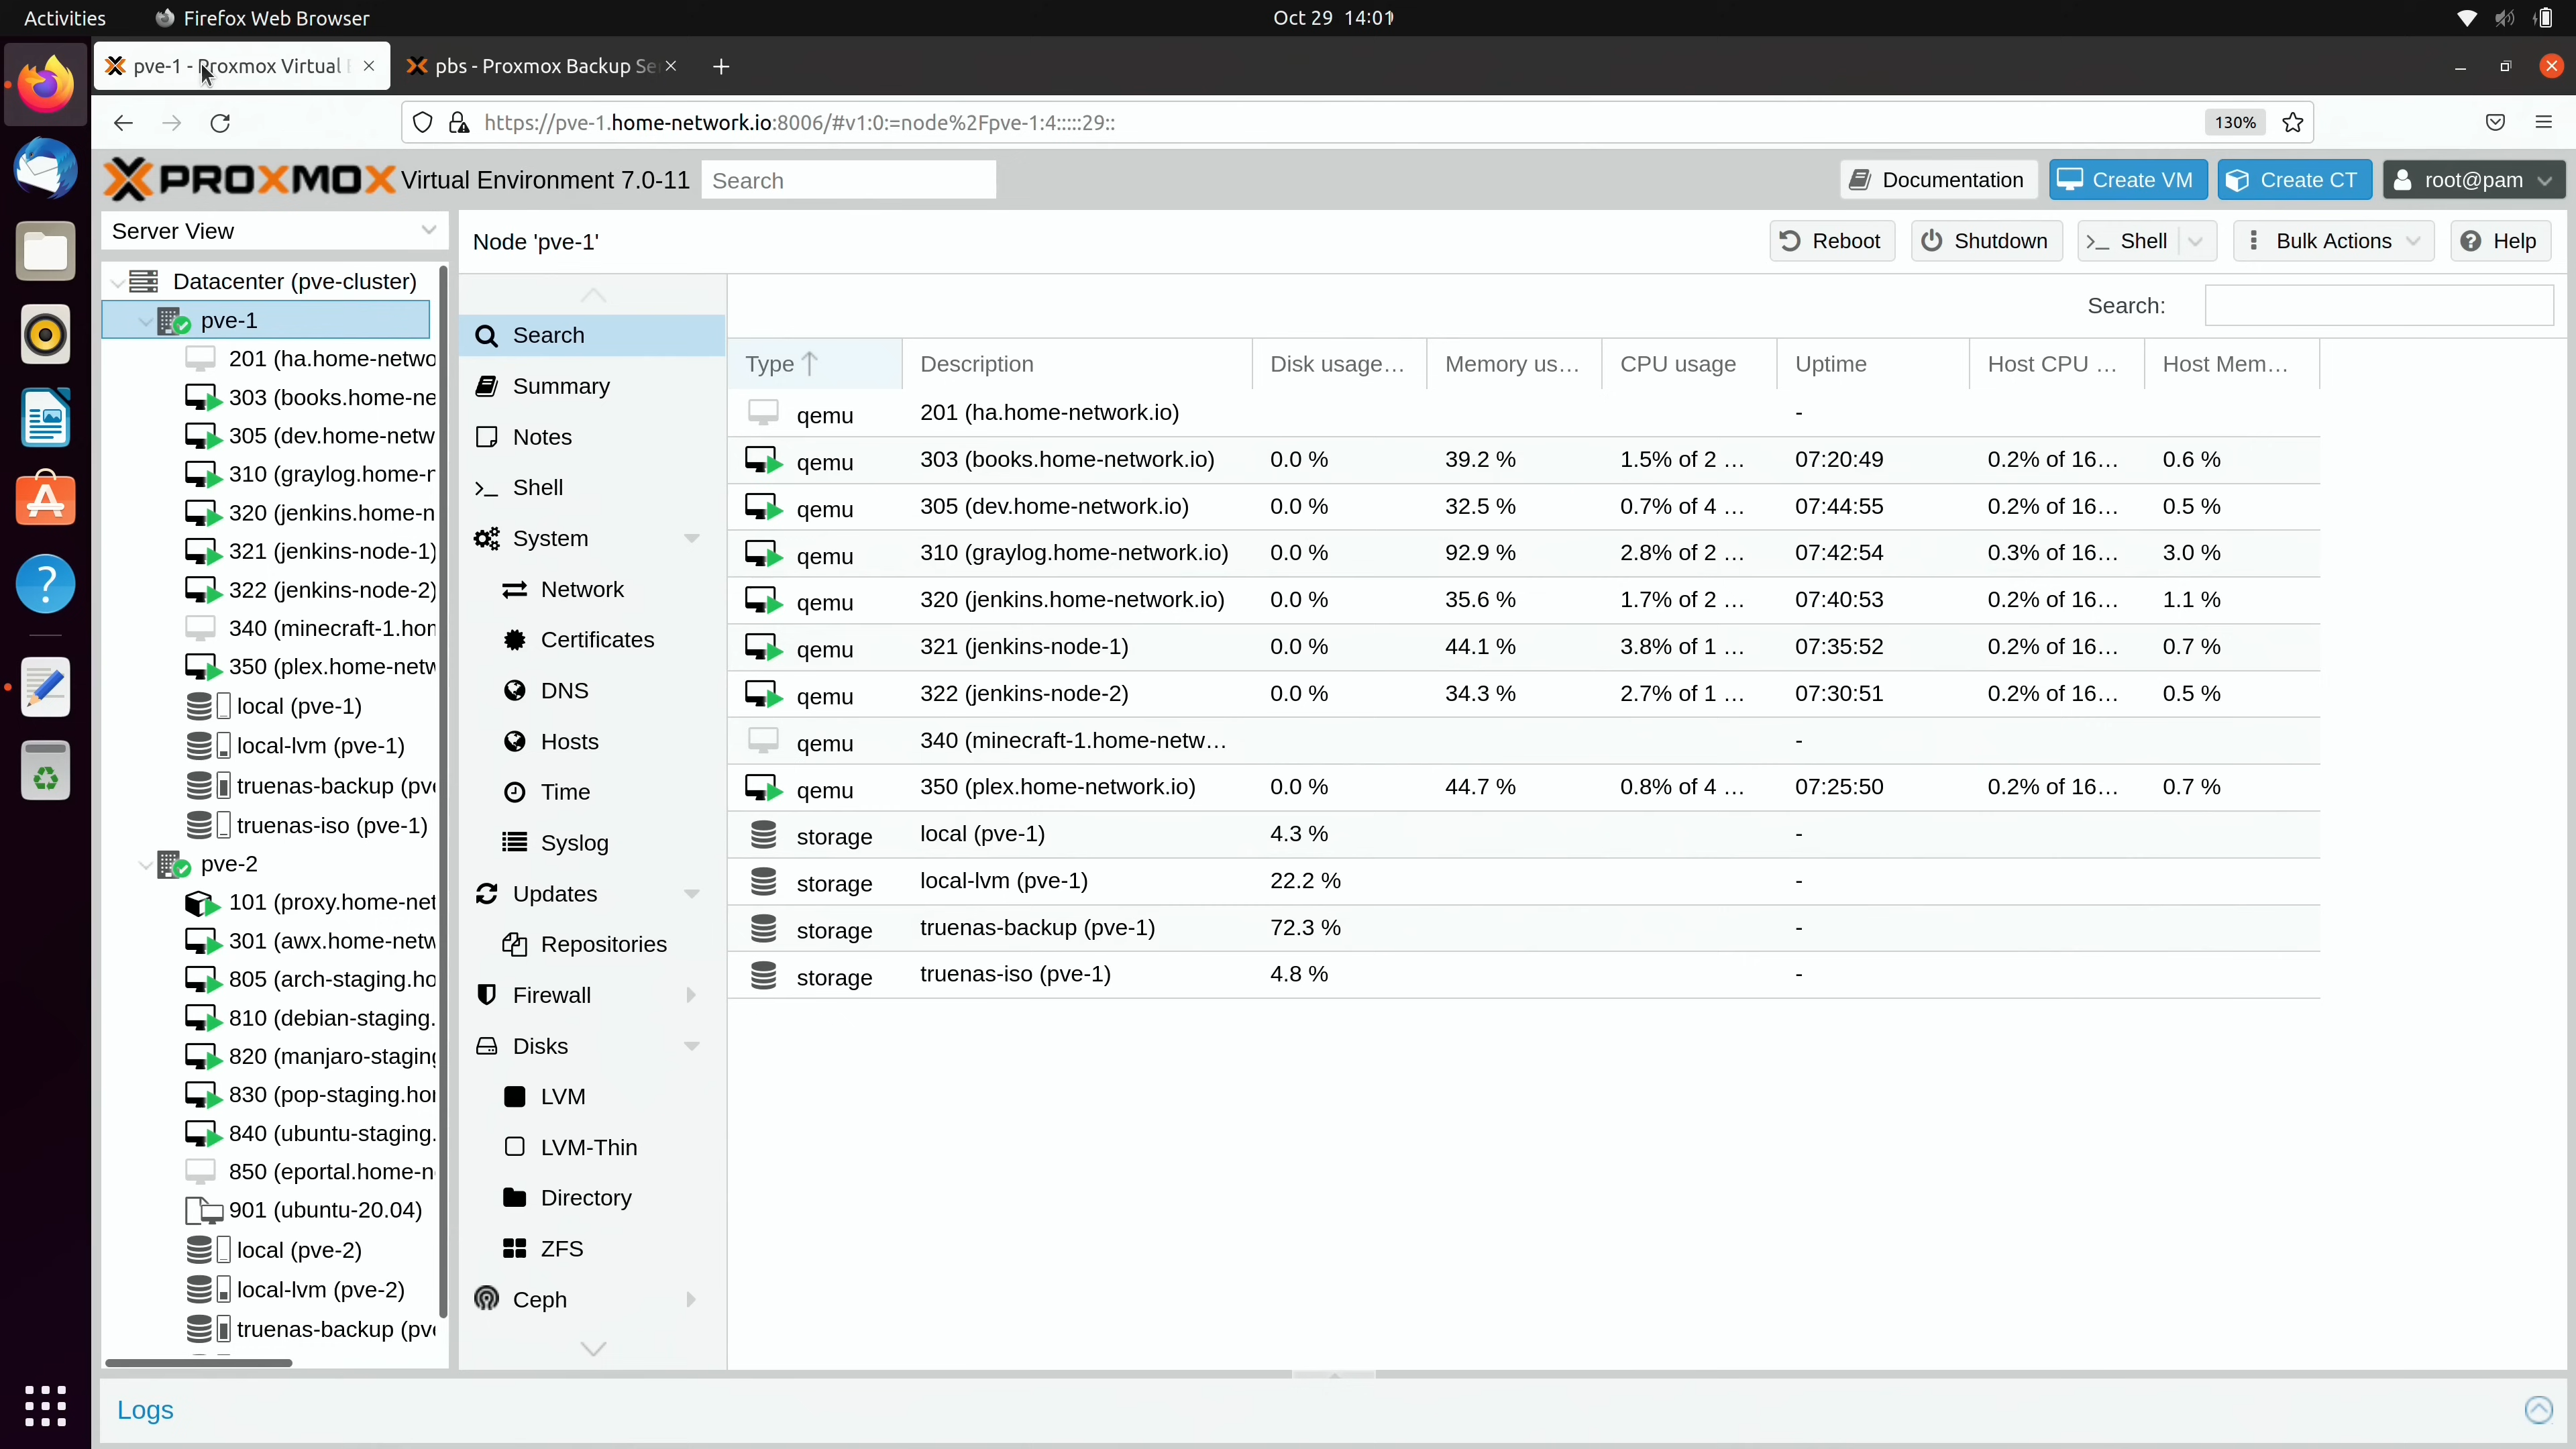 Activities
Firefox Web Browser
Oct 29 14:01
pve-1 - Proxmox Virtual
pbs - Proxmox Backup Se
https://pve-1.home-network.io:8006/#v1:0:=node%2Fpve-1:4:::::29::
130%
PROXMOX Virtual Environment 7.0-11
Search
Documentation
Create VM
Create CT
root@pam
Server View
Node 'pve-1'
Reboot
Shutdown
Shell
Bulk Actions
Help
Datacenter (pve-cluster)
pve-1
201 (ha.home-netwo
303 (books.home-ne
305 (dev.home-netw
310 (graylog.home-n
320 (jenkins.home-n
321 (jenkins-node-1)
322 (jenkins-node-2)
340 (minecraft-1.hom
350 (plex.home-netw
local (pve-1)
local-lvm (pve-1)
truenas-backup (pve
truenas-iso (pve-1)
pve-2
101 (proxy.home-net
301 (awx.home-netw
805 (arch-staging.ho
810 (debian-staging.
820 (manjaro-staging
830 (pop-staging.hor
840 (ubuntu-staging.
850 (eportal.home-n
901 (ubuntu-20.04)
local (pve-2)
local-lvm (pve-2)
truenas-backup (pve
Search
Summary
Notes
Shell
System
Network
Certificates
DNS
Hosts
Time
Syslog
Updates
Repositories
Firewall
Disks
LVM
LVM-Thin
Directory
ZFS
Ceph
Search:
Type Description Disk usage... Memory us... CPU usage Uptime Host CPU ... Host Mem...
qemu 201 (ha.home-network.io) -
qemu 303 (books.home-network.io) 0.0 % 39.2 % 1.5% of 2 ... 07:20:49 0.2% of 16... 0.6 %
qemu 305 (dev.home-network.io) 0.0 % 32.5 % 0.7% of 4 ... 07:44:55 0.2% of 16... 0.5 %
qemu 310 (graylog.home-network.io) 0.0 % 92.9 % 2.8% of 2 ... 07:42:54 0.3% of 16... 3.0 %
qemu 320 (jenkins.home-network.io) 0.0 % 35.6 % 1.7% of 2 ... 07:40:53 0.2% of 16... 1.1 %
qemu 321 (jenkins-node-1) 0.0 % 44.1 % 3.8% of 1 ... 07:35:52 0.2% of 16... 0.7 %
qemu 322 (jenkins-node-2) 0.0 % 34.3 % 2.7% of 1 ... 07:30:51 0.2% of 16... 0.5 %
qemu 340 (minecraft-1.home-netw... -
qemu 350 (plex.home-network.io) 0.0 % 44.7 % 0.8% of 4 ... 07:25:50 0.2% of 16... 0.7 %
storage local (pve-1) 4.3 % -
storage local-lvm (pve-1) 22.2 % -
storage truenas-backup (pve-1) 72.3 % -
storage truenas-iso (pve-1) 4.8 % -
Logs